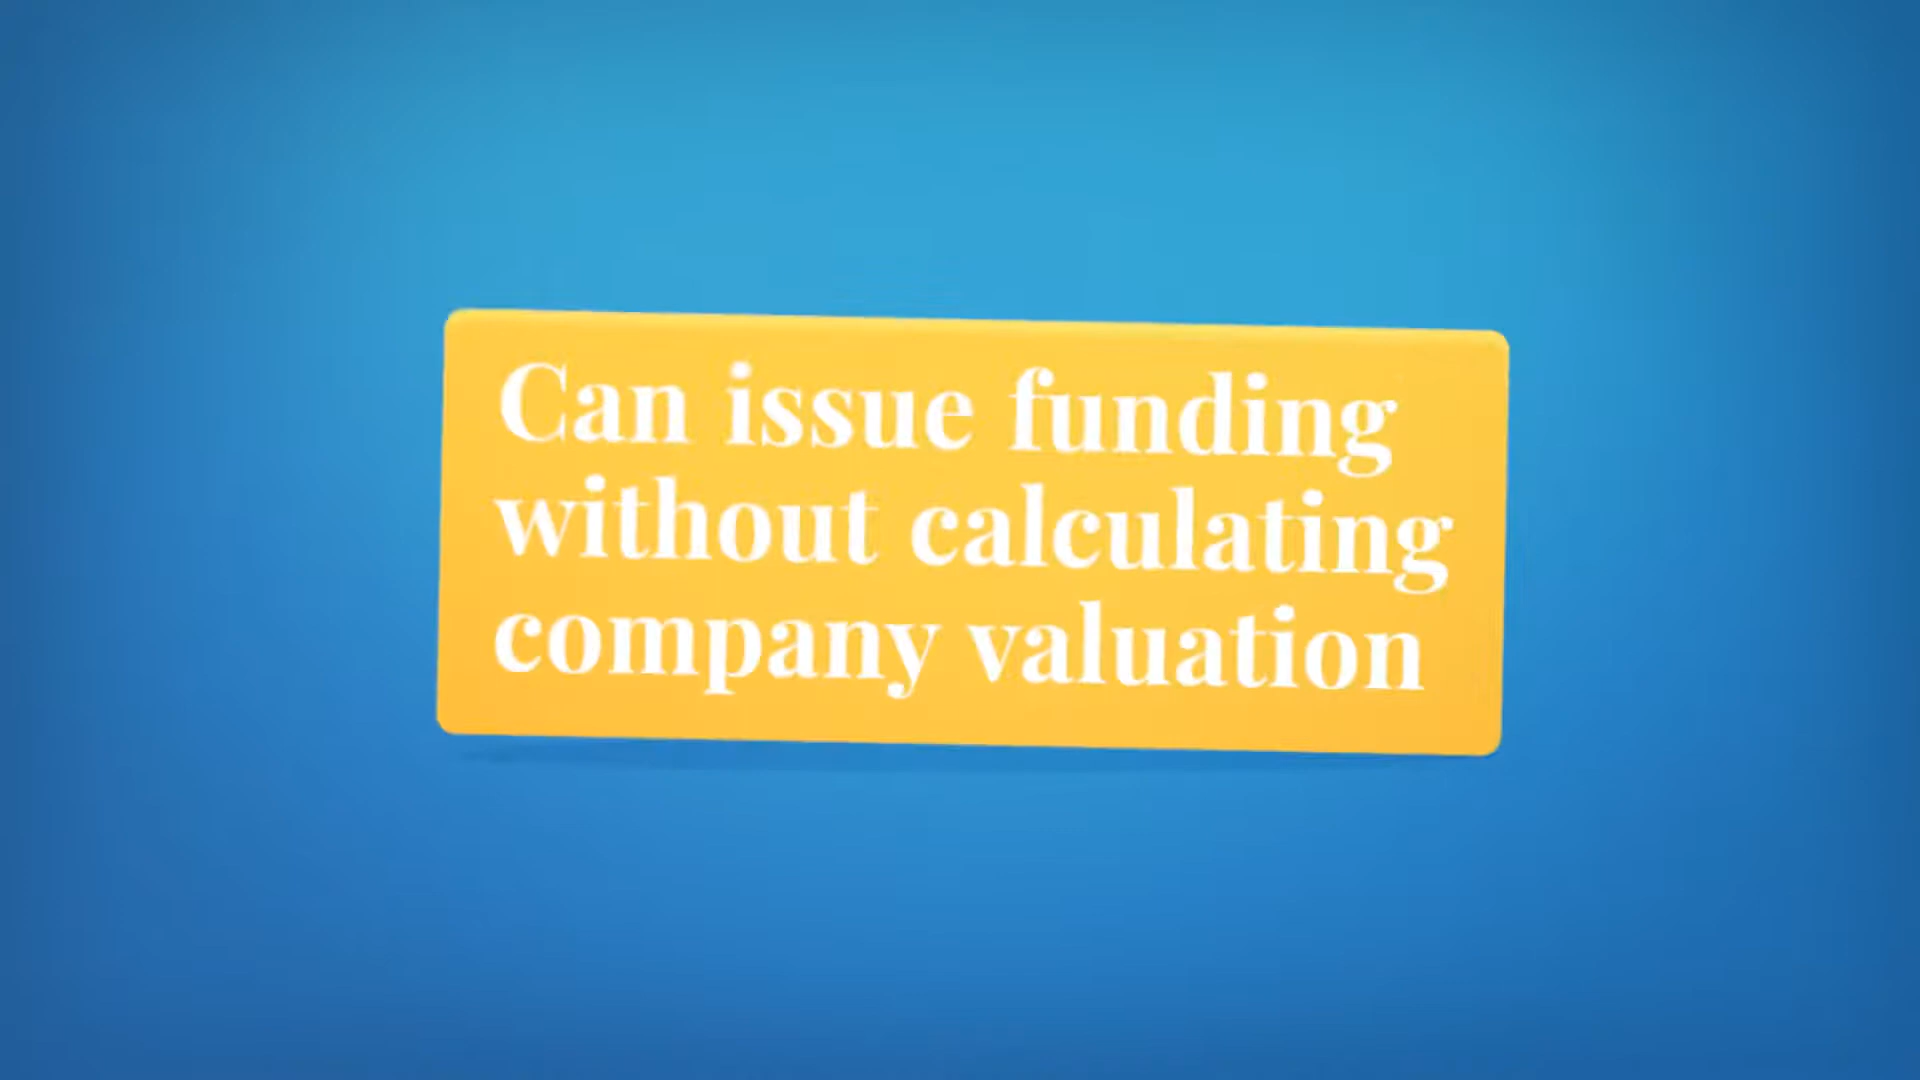 Can issue funding
without calculating
company valuation